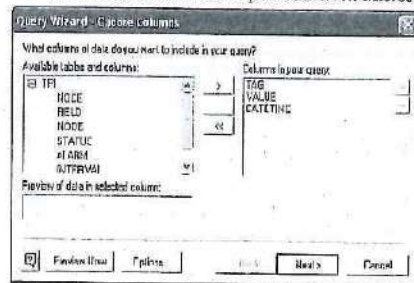 Query Wizard - Choose Columns
What columns of data do you want to include in your query?
Available tables and columns:
Columns in your query:
NODE
FIELD
MODE
STATUS
ALARM
INTERVAL
>
<<
TAG
VALUE
DATETIME
Preview of data in selected column:
?
Preview Now
Options
Next >
Cancel